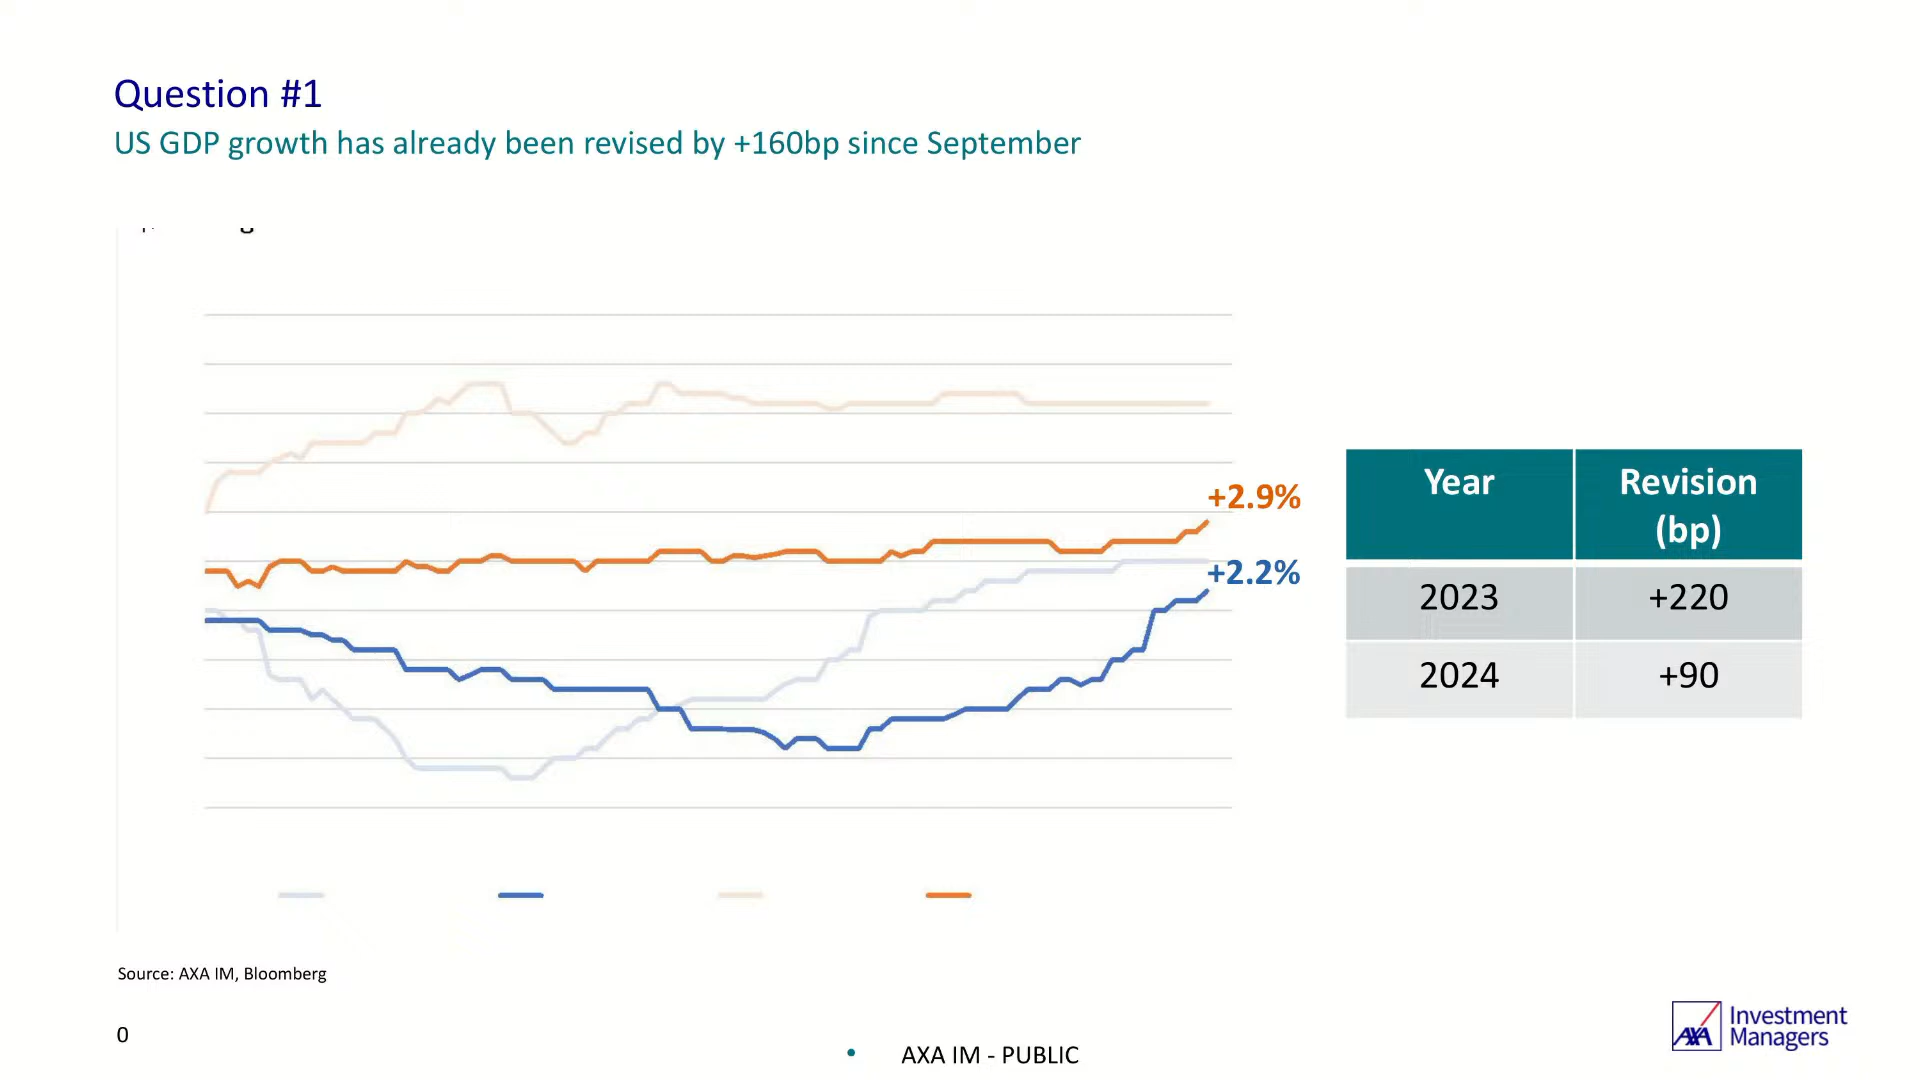 Question #1
US GDP growth has already been revised by +160bp since September
+2.9%
+2.2%
Year
Revision
(bp)
2023
+220
2024
+90
Source: AXA IM, Bloomberg
0
• AXA IM - PUBLIC
AXA
Investment
Managers